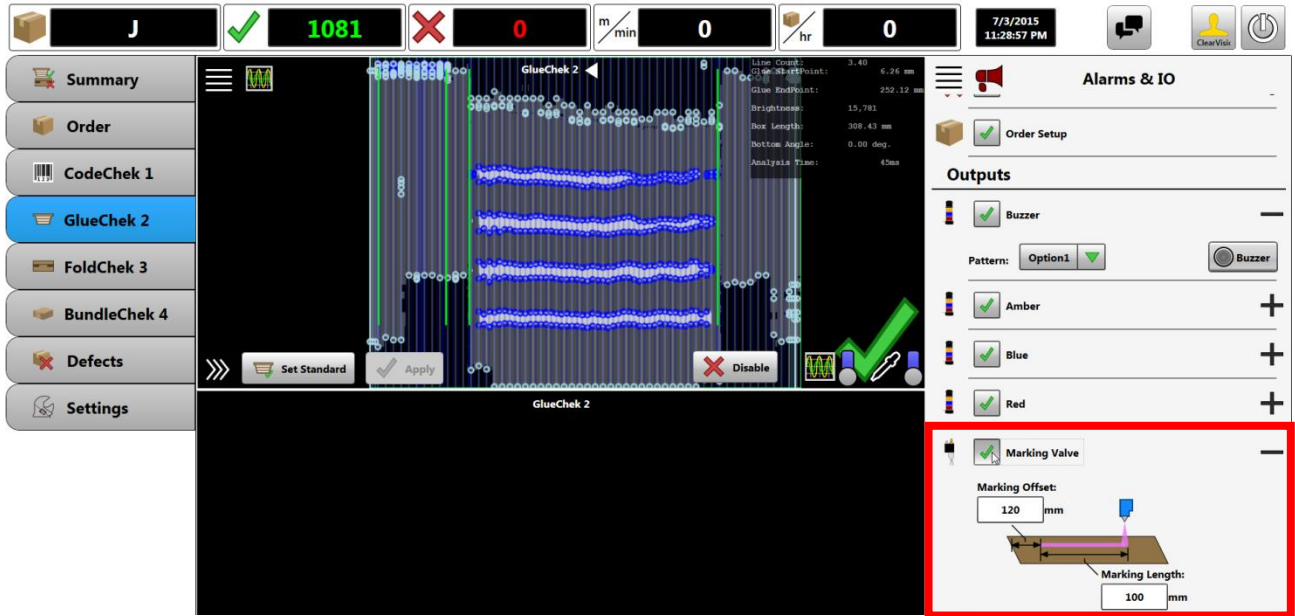 J
1081
0
m/min
0
/hr
0
7/3/2015
11:28:57 PM
ClearVisic
Summary
Order
CodeChek 1
GlueChek 2
FoldChek 3
BundleChek 4
Defects
Settings
GlueChek 2
Line Count: 3.40
Glue StartPoint: 6.26 mm
Glue EndPoint: 252.12 mm
Brightness: 15,781
Box Length: 308.43 mm
Bottom Angle: 0.00 deg.
Analysis Time: 45ms
Set Standard
Apply
Disable
GlueChek 2
Alarms & IO
Order Setup
Outputs
Buzzer
Pattern: Option1 Buzzer
Amber
Blue
Red
Marking Valve
Marking Offset:
120 mm
Marking Length:
100 mm